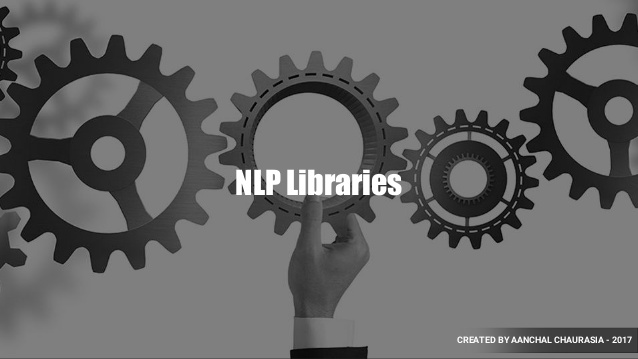 NLP Libraries
CREATED BY AANCHAL CHAURASIA - 2017